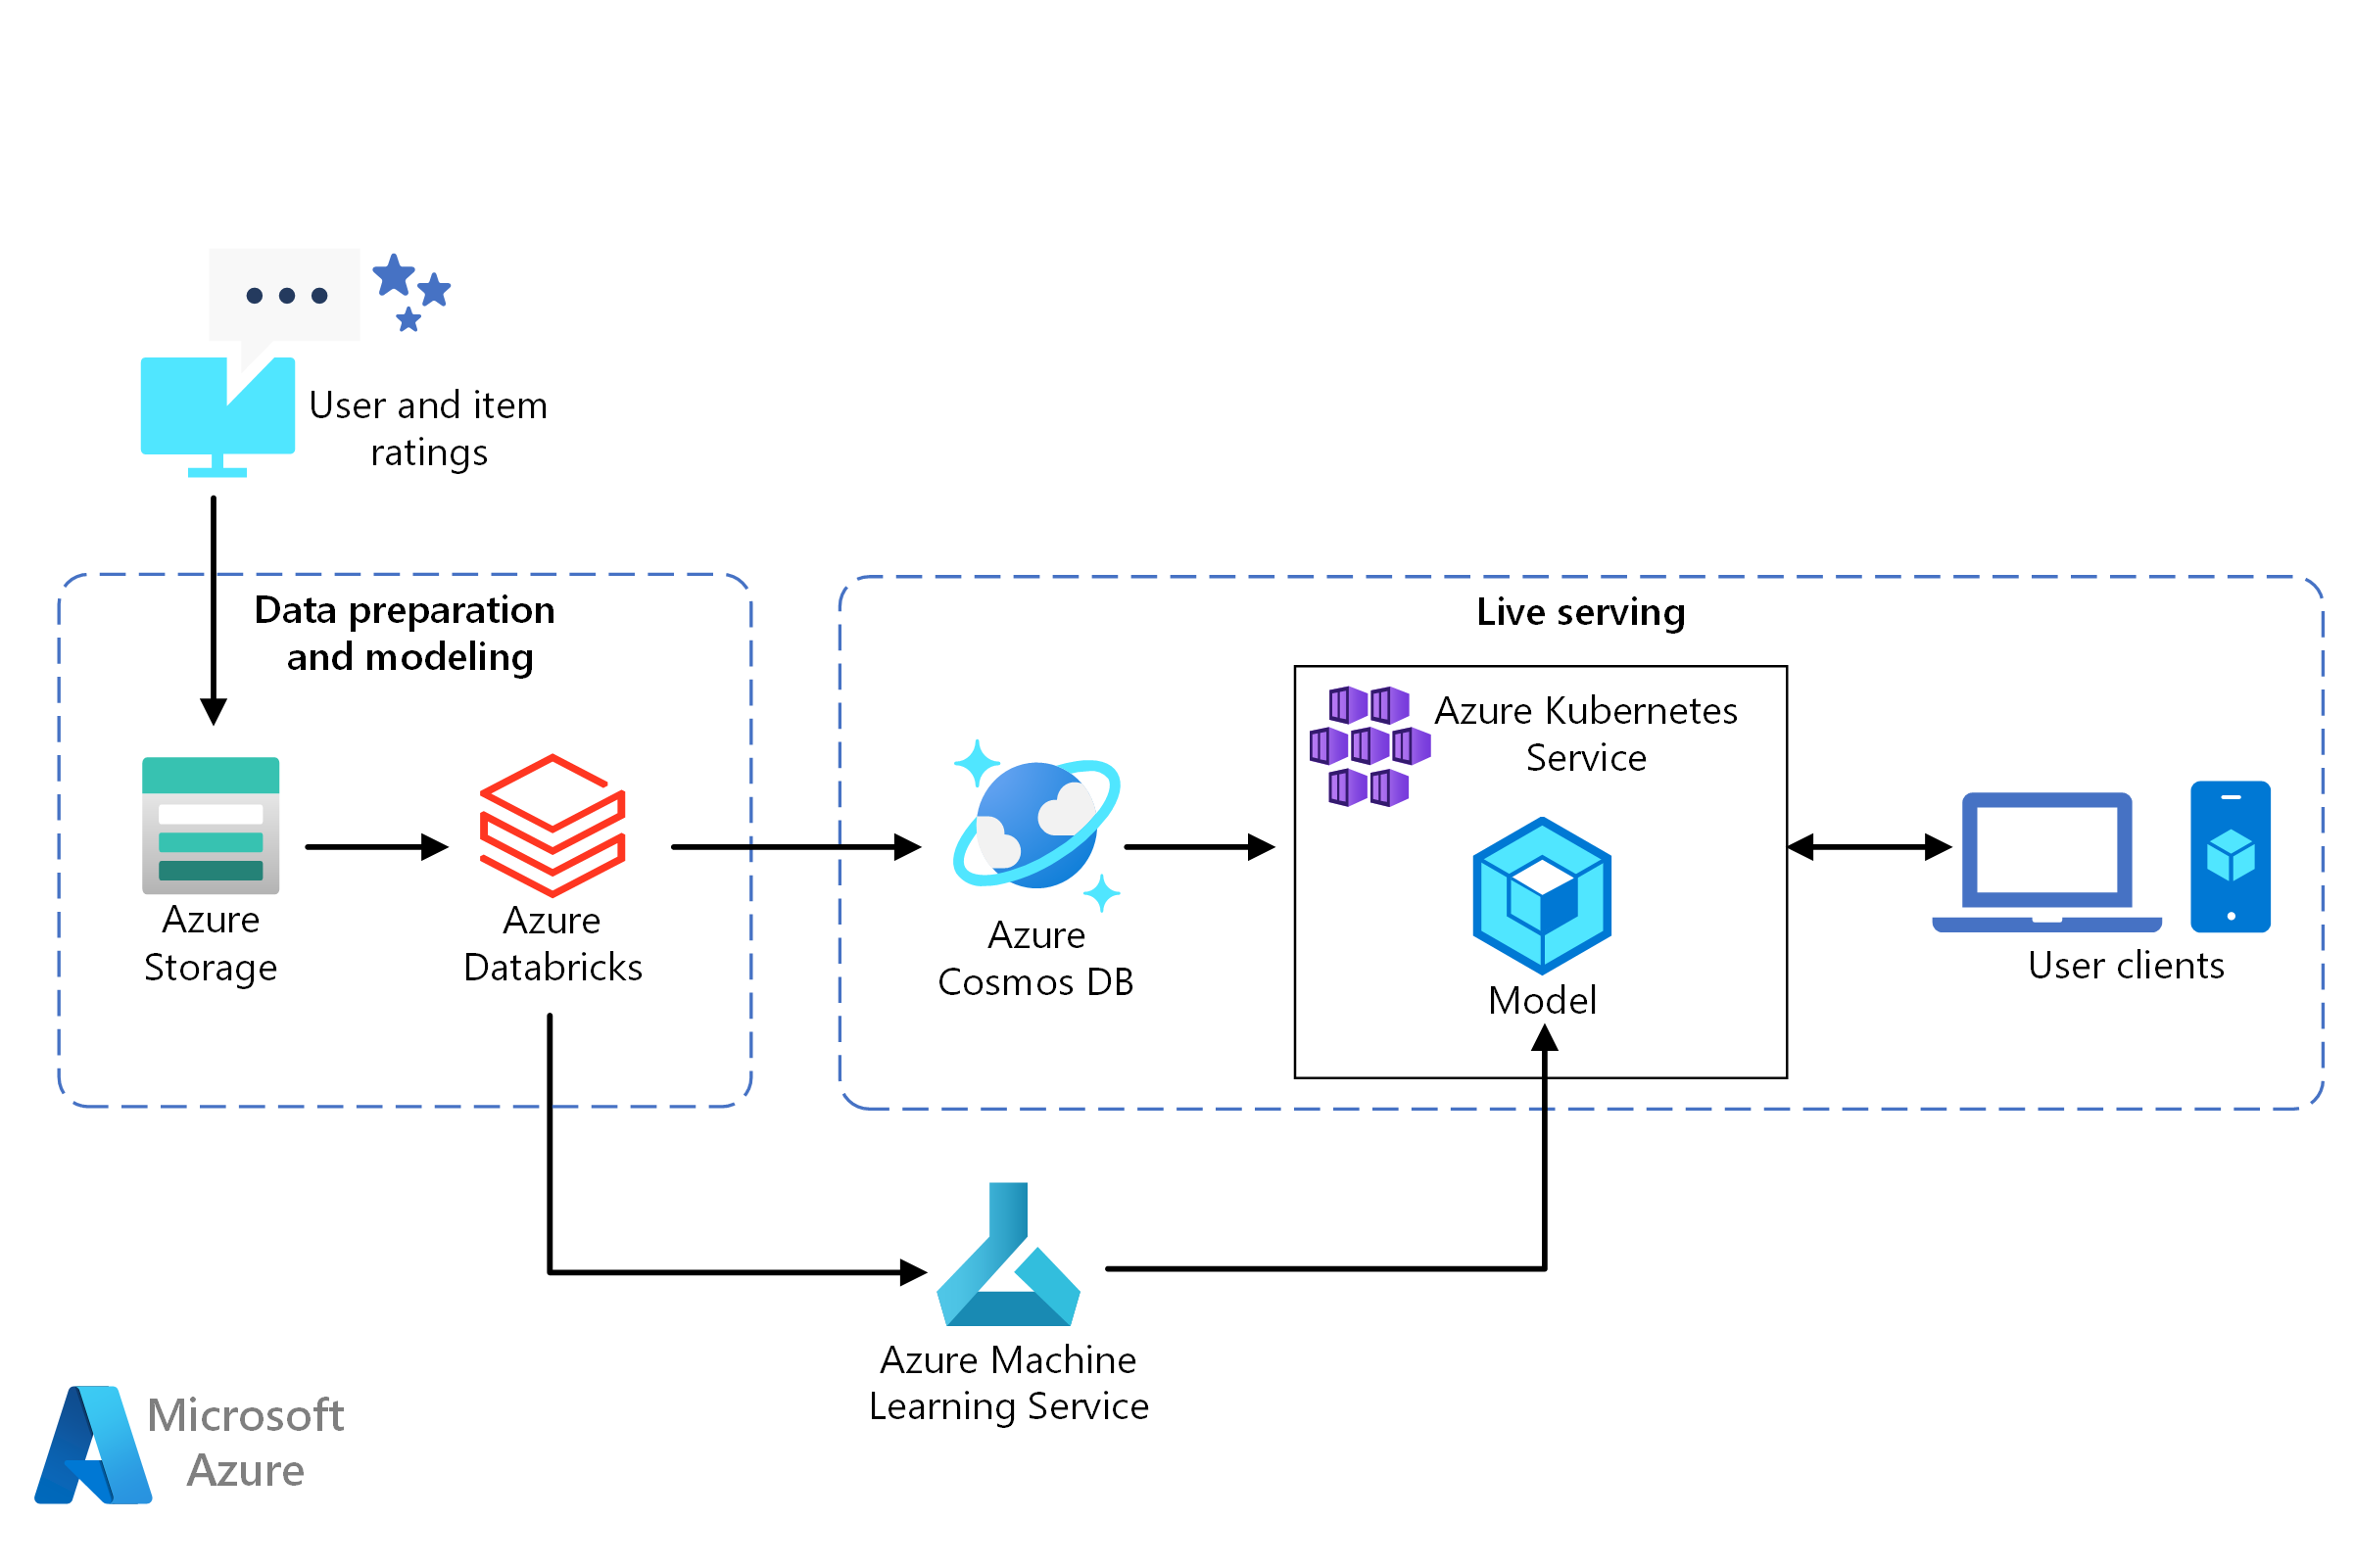 User and item
ratings
Data preparation
and modeling
Live serving
Azure Kubernetes
Service
Azure
Storage
Azure
Databricks
Azure
Cosmos DB
Model
User clients
Azure Machine
Learning Service
Microsoft
Azure